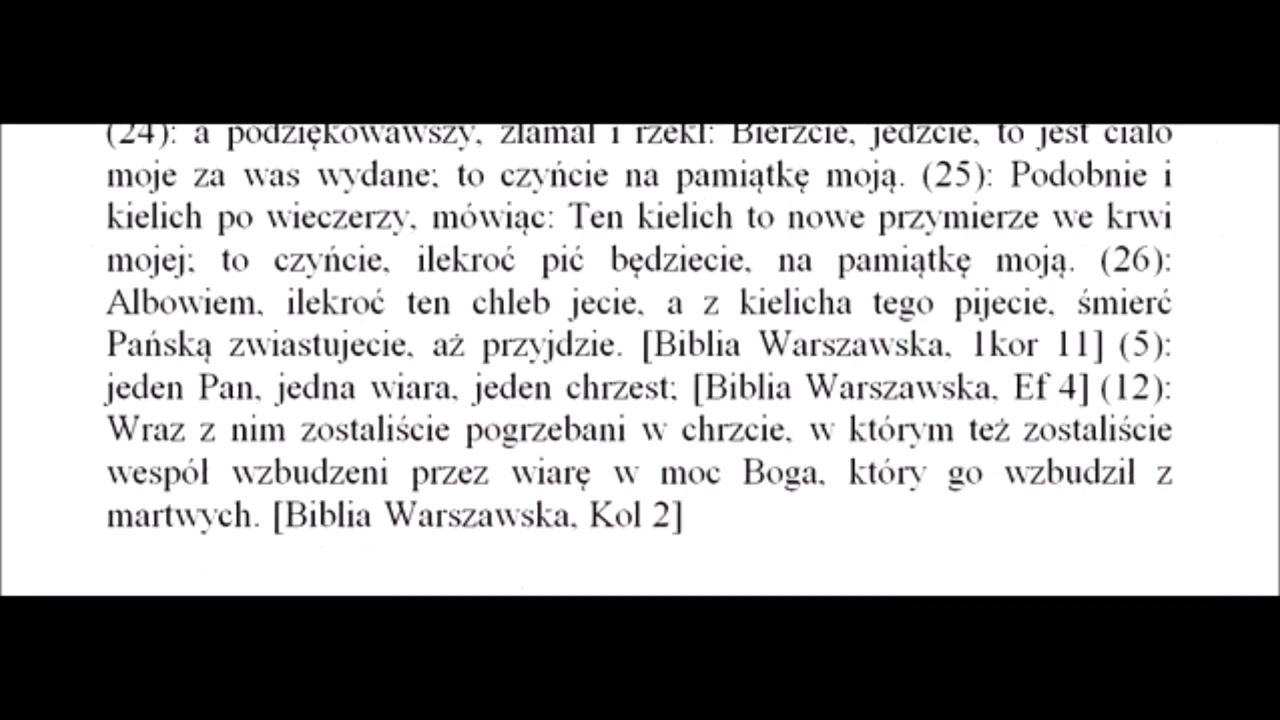 (24): a podziękowawszy, złamał i rzekł: Bierzcie, jedzcie, to jest ciało
moje za was wydane; to czyńcie na pamiątkę moją. (25): Podobnie i
kielich po wieczerzy, mówiąc: Ten kielich to nowe przymierze we krwi
mojej; to czyńcie, ilekroć pić będziecie, na pamiątkę moją. (26):
Albowiem, ilekroć ten chleb jecie, a z kielicha tego pijecie, śmierć
Pańską zwiastujecie, aż przyjdzie. [Biblia Warszawska, 1kor 11] (5):
jeden Pan, jedna wiara, jeden chrzest; [Biblia Warszawska, Ef 4] (12):
Wraz z nim zostaliście pogrzebani w chrzcie, w którym też zostaliście
wespół wzbudzeni przez wiarę w moc Boga, który go wzbudził z
martwych. [Biblia Warszawska, Kol 2]